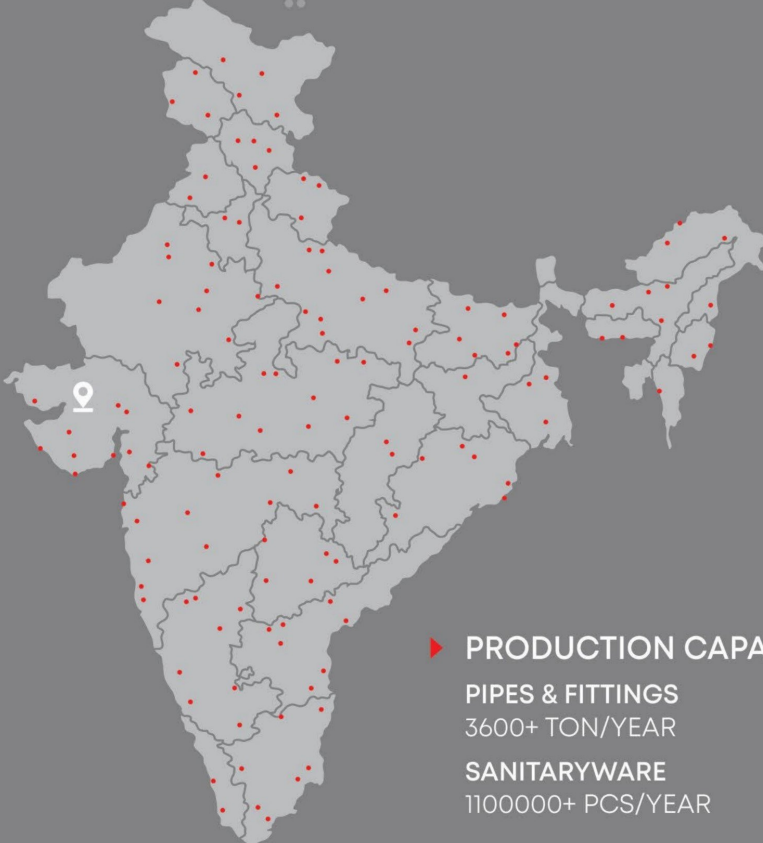 PRODUCTION CAPA
PIPES & FITTINGS
3600+ TON/YEAR
SANITARYWARE
1100000+ PCS/YEAR